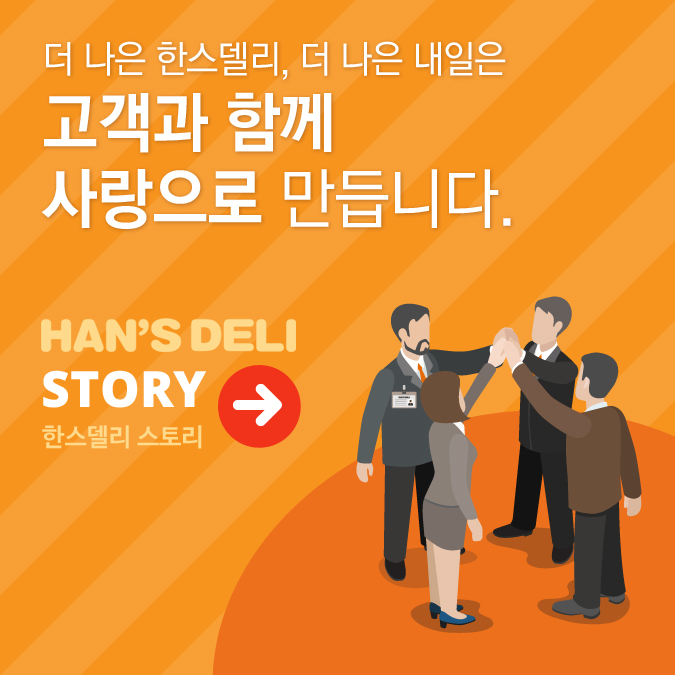 더 나은 한스델리, 더 나은 내일은
고객과 함께
사랑으로 만듭니다.
HAN'S DELI
STORY
한스델리 스토리